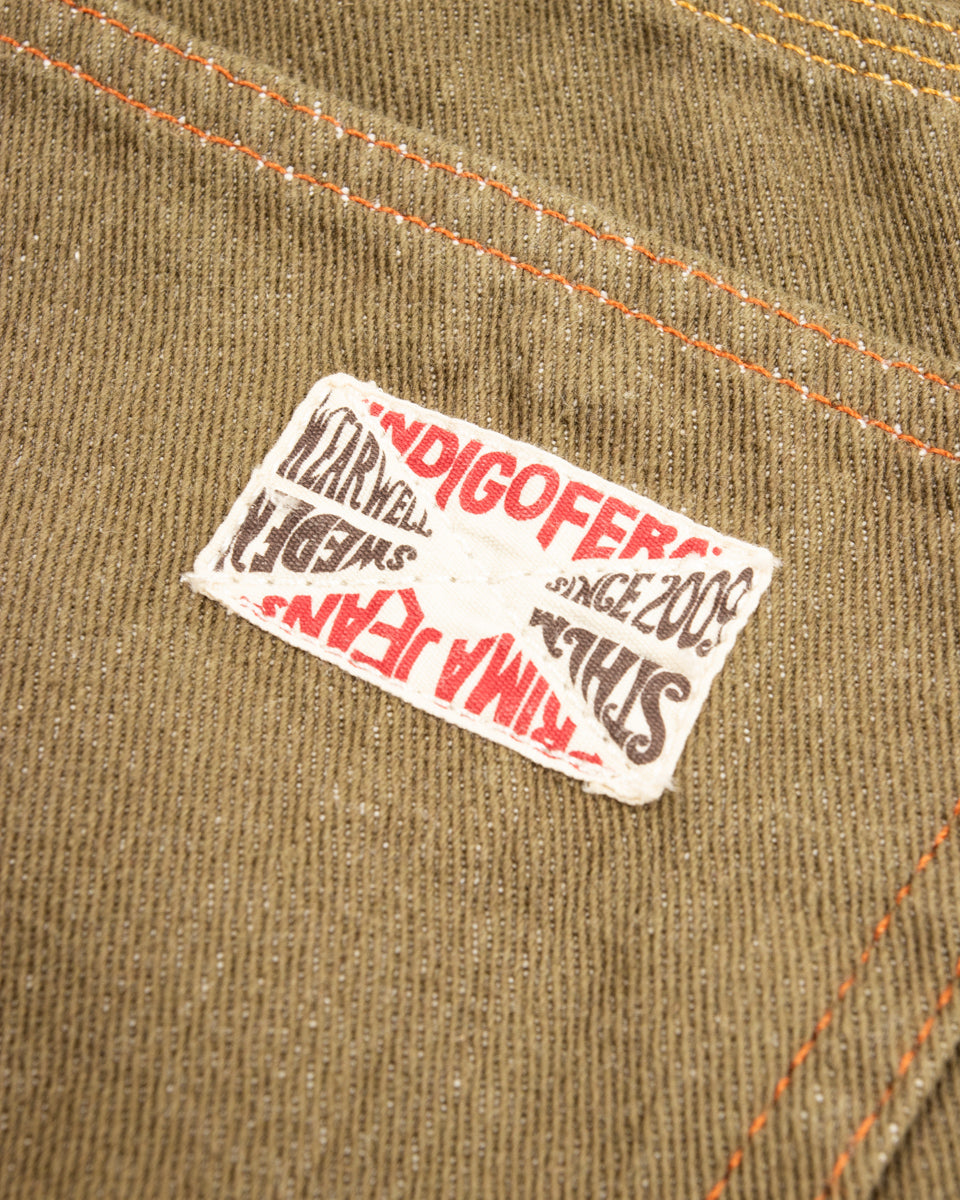 INDIGOFERA
WEAR WELL
SWEDEN
SINCE 2009
STHLM
PRIMA JEANS